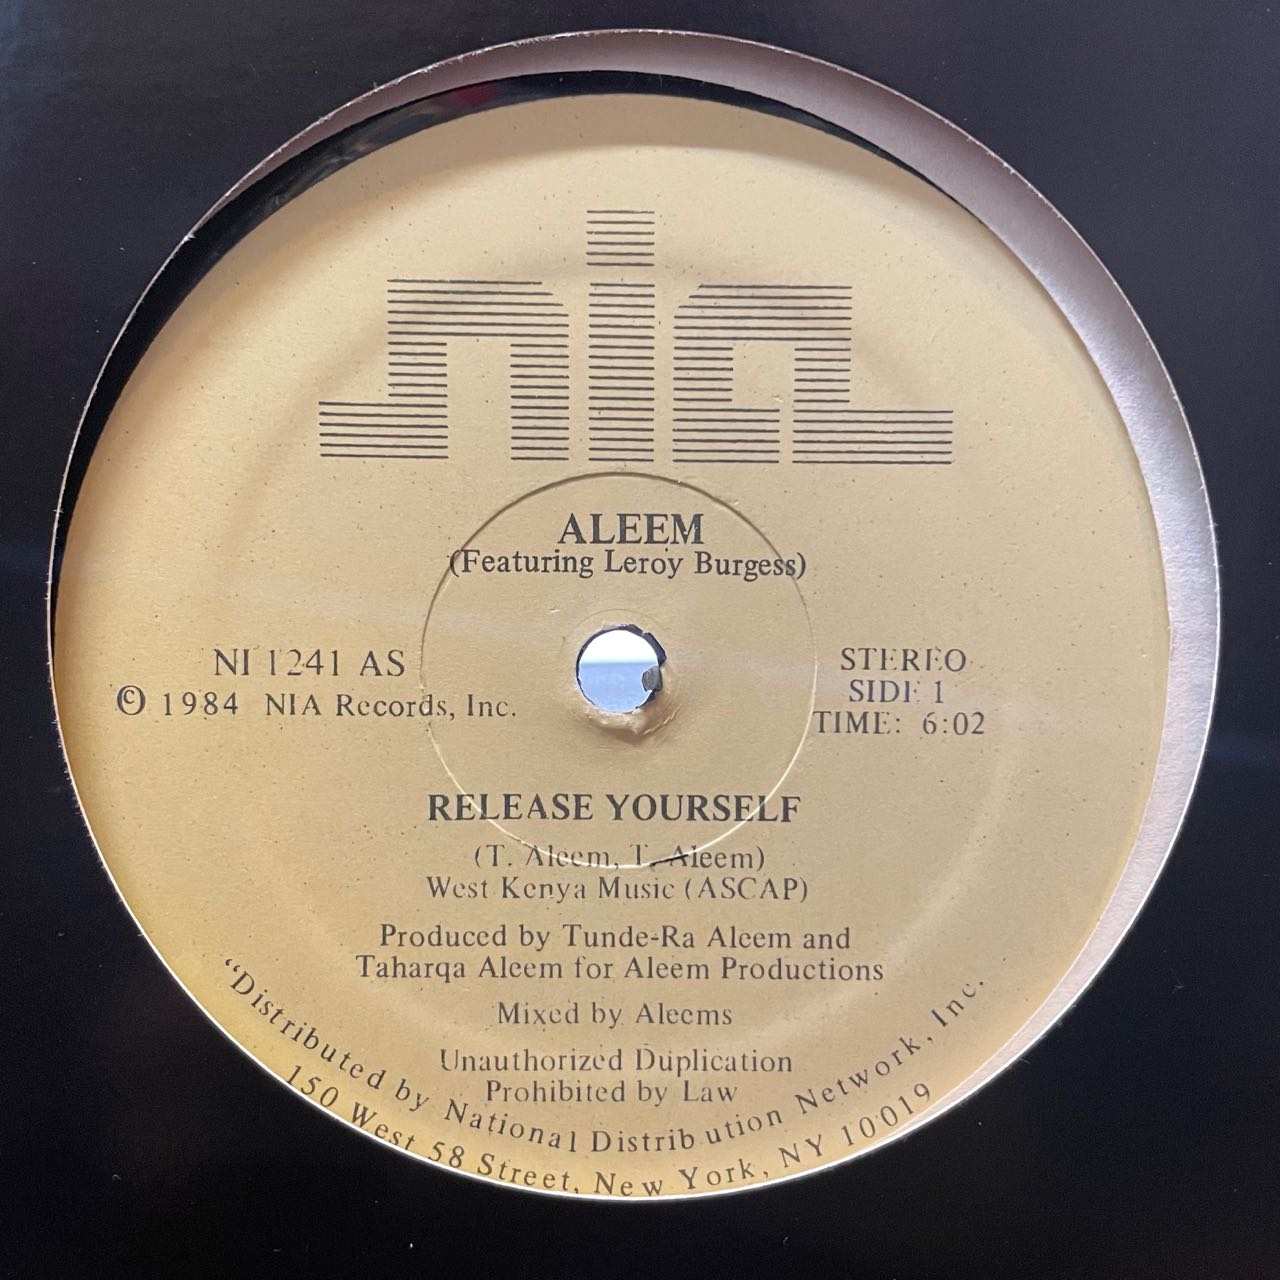 nia
ALEEM
(Featuring Leroy Burgess)
NI 1241 AS
© 1984 NIA Records, Inc.
STEREO
SIDE 1
TIME: 6:02
RELEASE YOURSELF
(T. Aleem, T. Aleem)
West Kenya Music (ASCAP)
Produced by Tunde-Ra Aleem and
Taharqa Aleem for Aleem Productions
Mixed by Aleems
Unauthorized Duplication
Prohibited by Law
"Distributed by National Distribution Network, Inc.
150 West 58 Street, New York, NY 10019